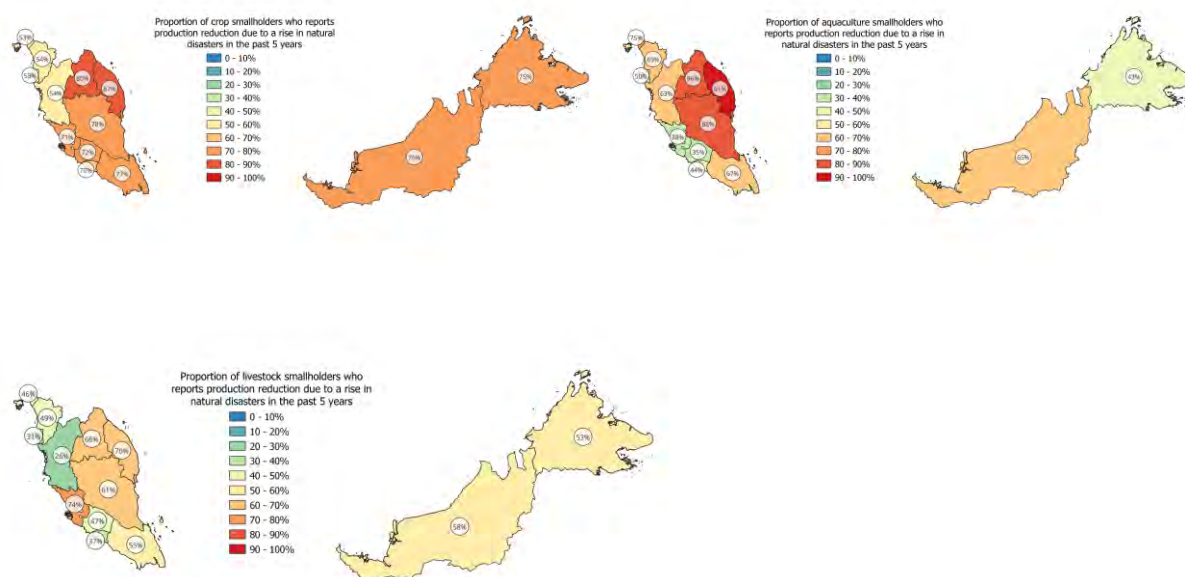 Proportion of crop smallholders who reports
production reduction due to a rise in natural
disasters in the past 5 years
0 - 10%
10 - 20%
20 - 30%
30 - 40%
40 - 50%
50 - 60%
60 - 70%
70 - 80%
80 - 90%
90 - 100%
53%
54%
54%
80%
87%
78%
71%
72%
70%
77%
75%
Proportion of aquaculture smallholders who
reports production reduction due to a rise in
natural disasters in the past 5 years
0 - 10%
10 - 20%
20 - 30%
30 - 40%
40 - 50%
50 - 60%
60 - 70%
70 - 80%
80 - 90%
90 - 100%
75%
69%
63%
86%
91%
88%
35%
44%
67%
43%
65%
Proportion of livestock smallholders who
reports production reduction due to a rise in
natural disasters in the past 5 years
0 - 10%
10 - 20%
20 - 30%
30 - 40%
40 - 50%
50 - 60%
60 - 70%
70 - 80%
80 - 90%
90 - 100%
46%
49%
26%
68%
70%
61%
74%
47%
37%
55%
53%
58%